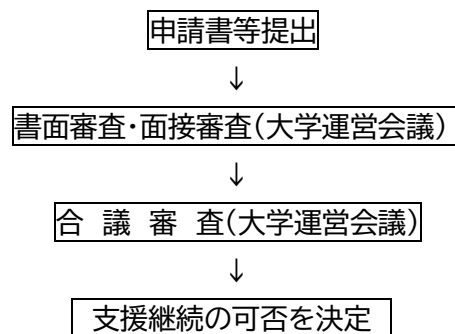 申請書等提出
↓
書面審査・面接審査(大学運営会議)
↓
合 議 審 査(大学運営会議)
↓
支援継続の可否を決定